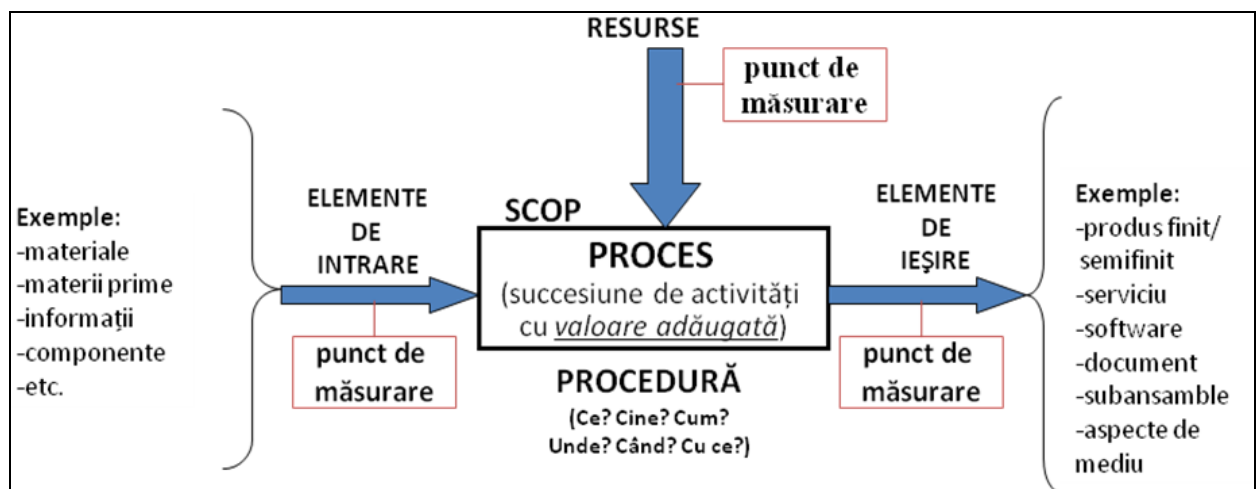 RESURSE
punct de
măsurare
Exemple:
-materiale
-materii prime
-informații
-componente
-etc.
ELEMENTE
DE
INTRARE
punct de
măsurare
SCOP
PROCES
(succesiune de activități
cu valoare adăugată)
PROCEDURĂ
(Ce? Cine? Cum?
Unde? Când? Cu ce?)
ELEMENTE
DE
IEŞIRE
punct de
măsurare
Exemple:
-produs finit/
semifinit
-serviciu
-software
-document
-subansamble
-aspecte de
mediu